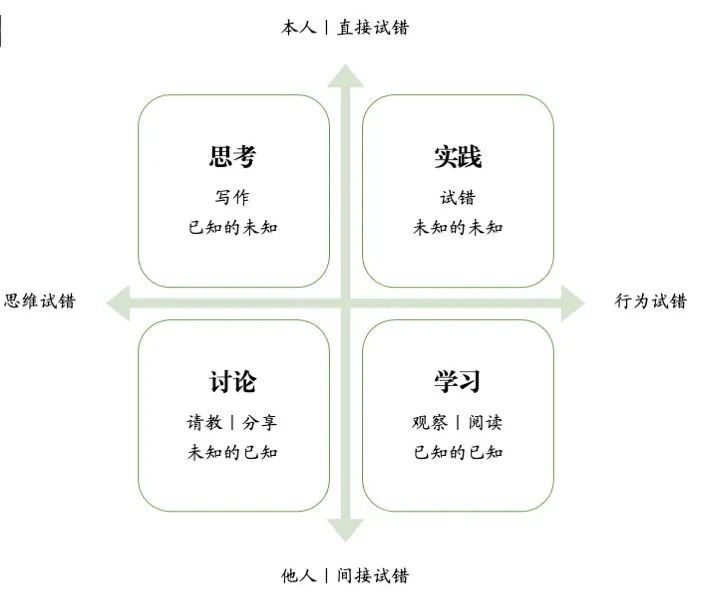 本人｜直接试错
思考
写作
已知的未知
实践
试错
未知的未知
思维试错
行为试错
讨论
请教｜分享
未知的已知
学习
观察｜阅读
已知的已知
他人｜间接试错